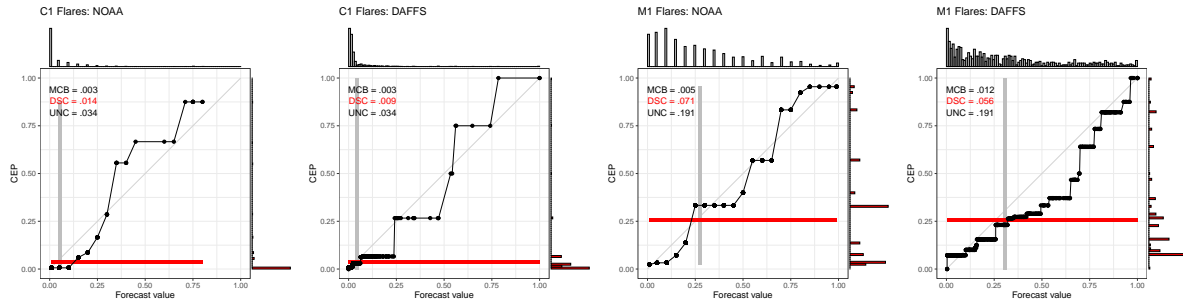 C1 Flares: NOAA
MCB = .003
DSC = .014
UNC = .034
CEP
1.00
0.75
0.50
0.25
0.00
0.00 0.25 0.50 0.75 1.00
Forecast value
C1 Flares: DAFFS
MCB = .003
DSC = .009
UNC = .034
CEP
1.00
0.75
0.50
0.25
0.00
0.00 0.25 0.50 0.75 1.00
Forecast value
M1 Flares: NOAA
MCB = .005
DSC = .071
UNC = .191
CEP
1.00
0.75
0.50
0.25
0.00
0.00 0.25 0.50 0.75 1.00
Forecast value
M1 Flares: DAFFS
MCB = .012
DSC = .056
UNC = .191
CEP
1.00
0.75
0.50
0.25
0.00
0.00 0.25 0.50 0.75 1.00
Forecast value